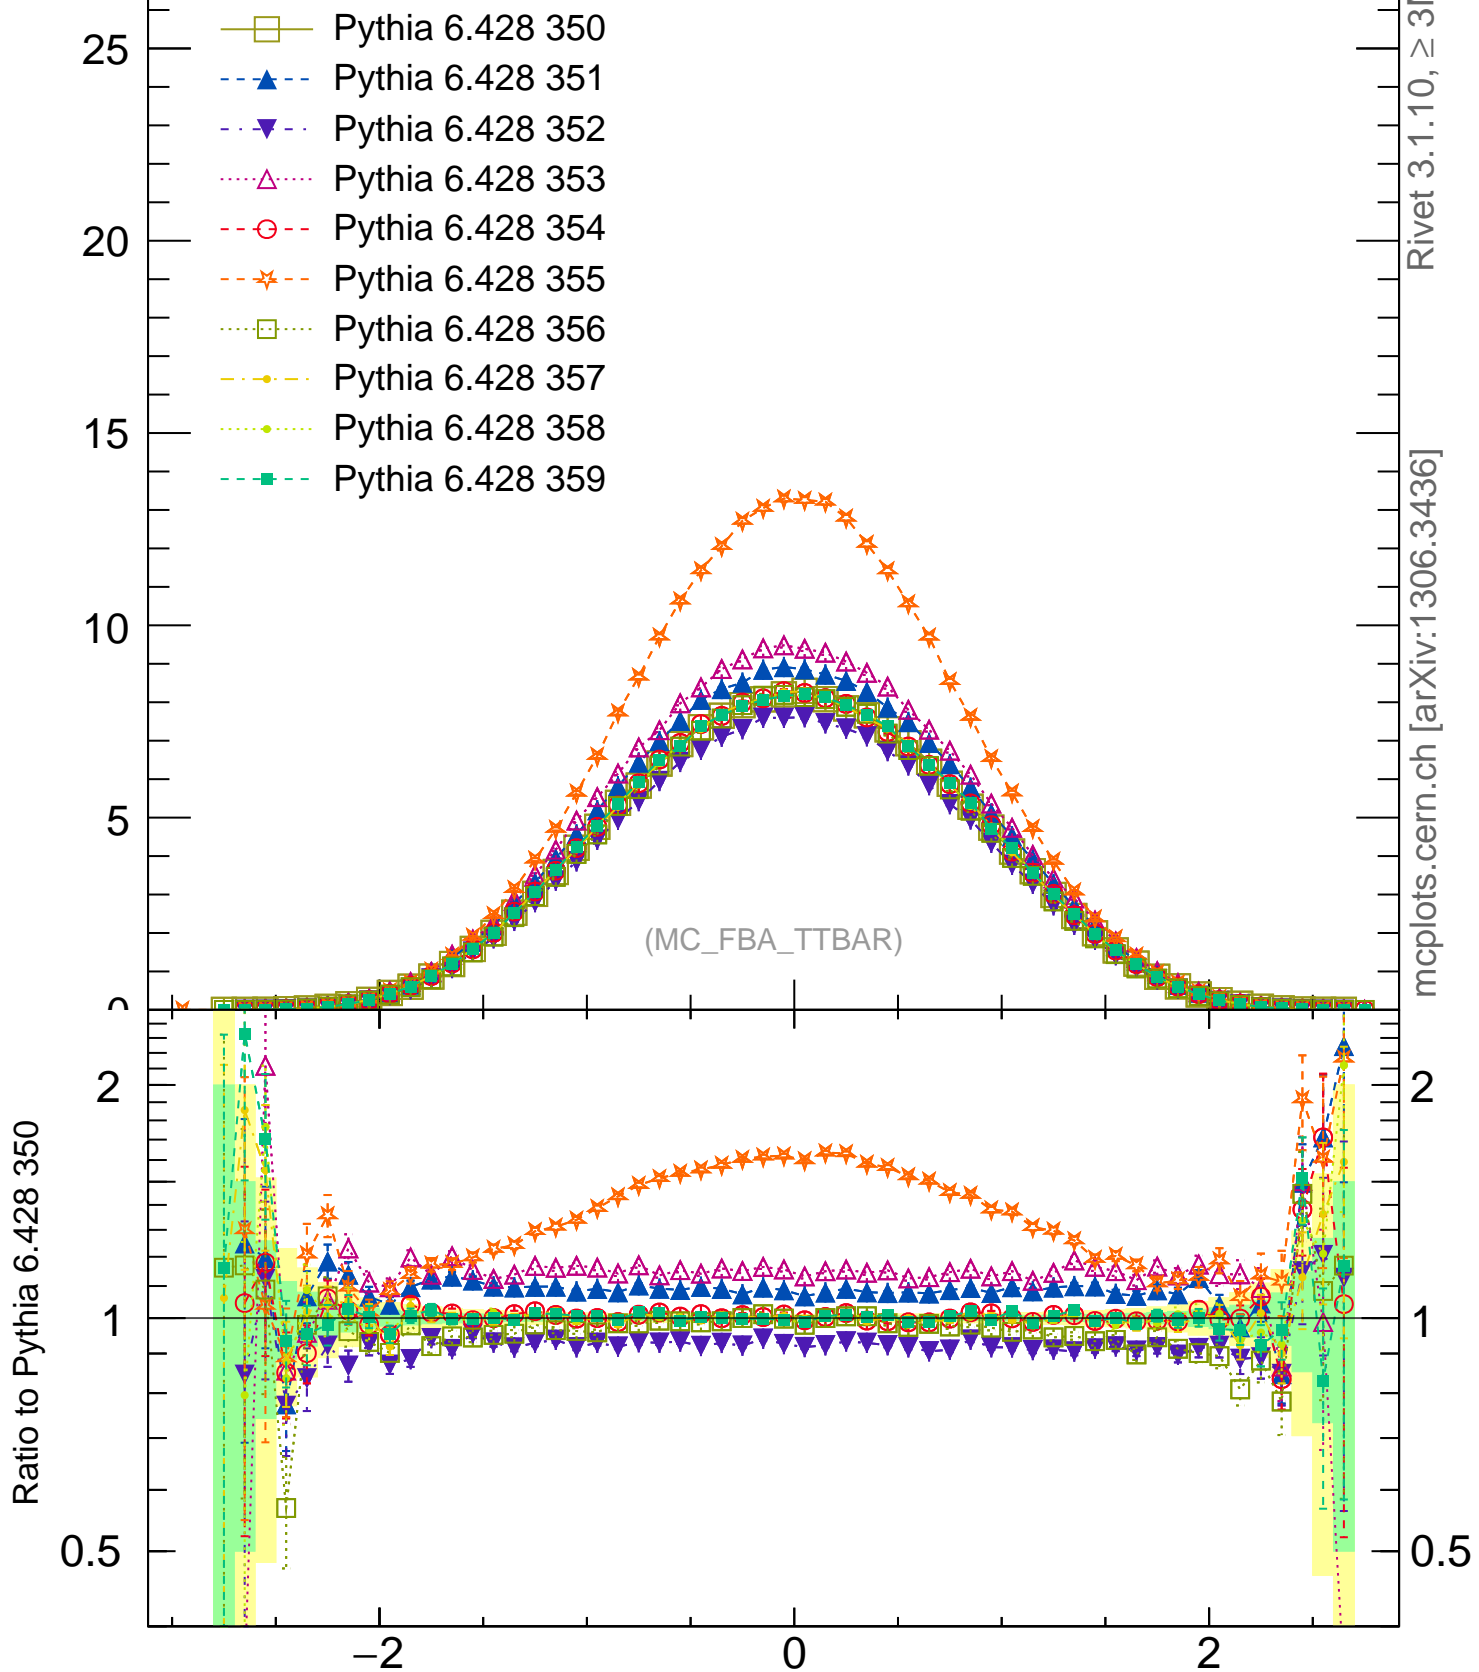 Pythia 6.428 350
Pythia 6.428 351
Pythia 6.428 352
Pythia 6.428 353
Pythia 6.428 354
Pythia 6.428 355
Pythia 6.428 356
Pythia 6.428 357
Pythia 6.428 358
Pythia 6.428 359
25
20
15
10
5
0
(MC_FBA_TTBAR)
Rivet 3.1.10, ≥
mcplots.cern.ch [arXiv:1306.3436]
Ratio to Pythia 6.428 350
2
1
0.5
2
1
0.5
−2
0
2